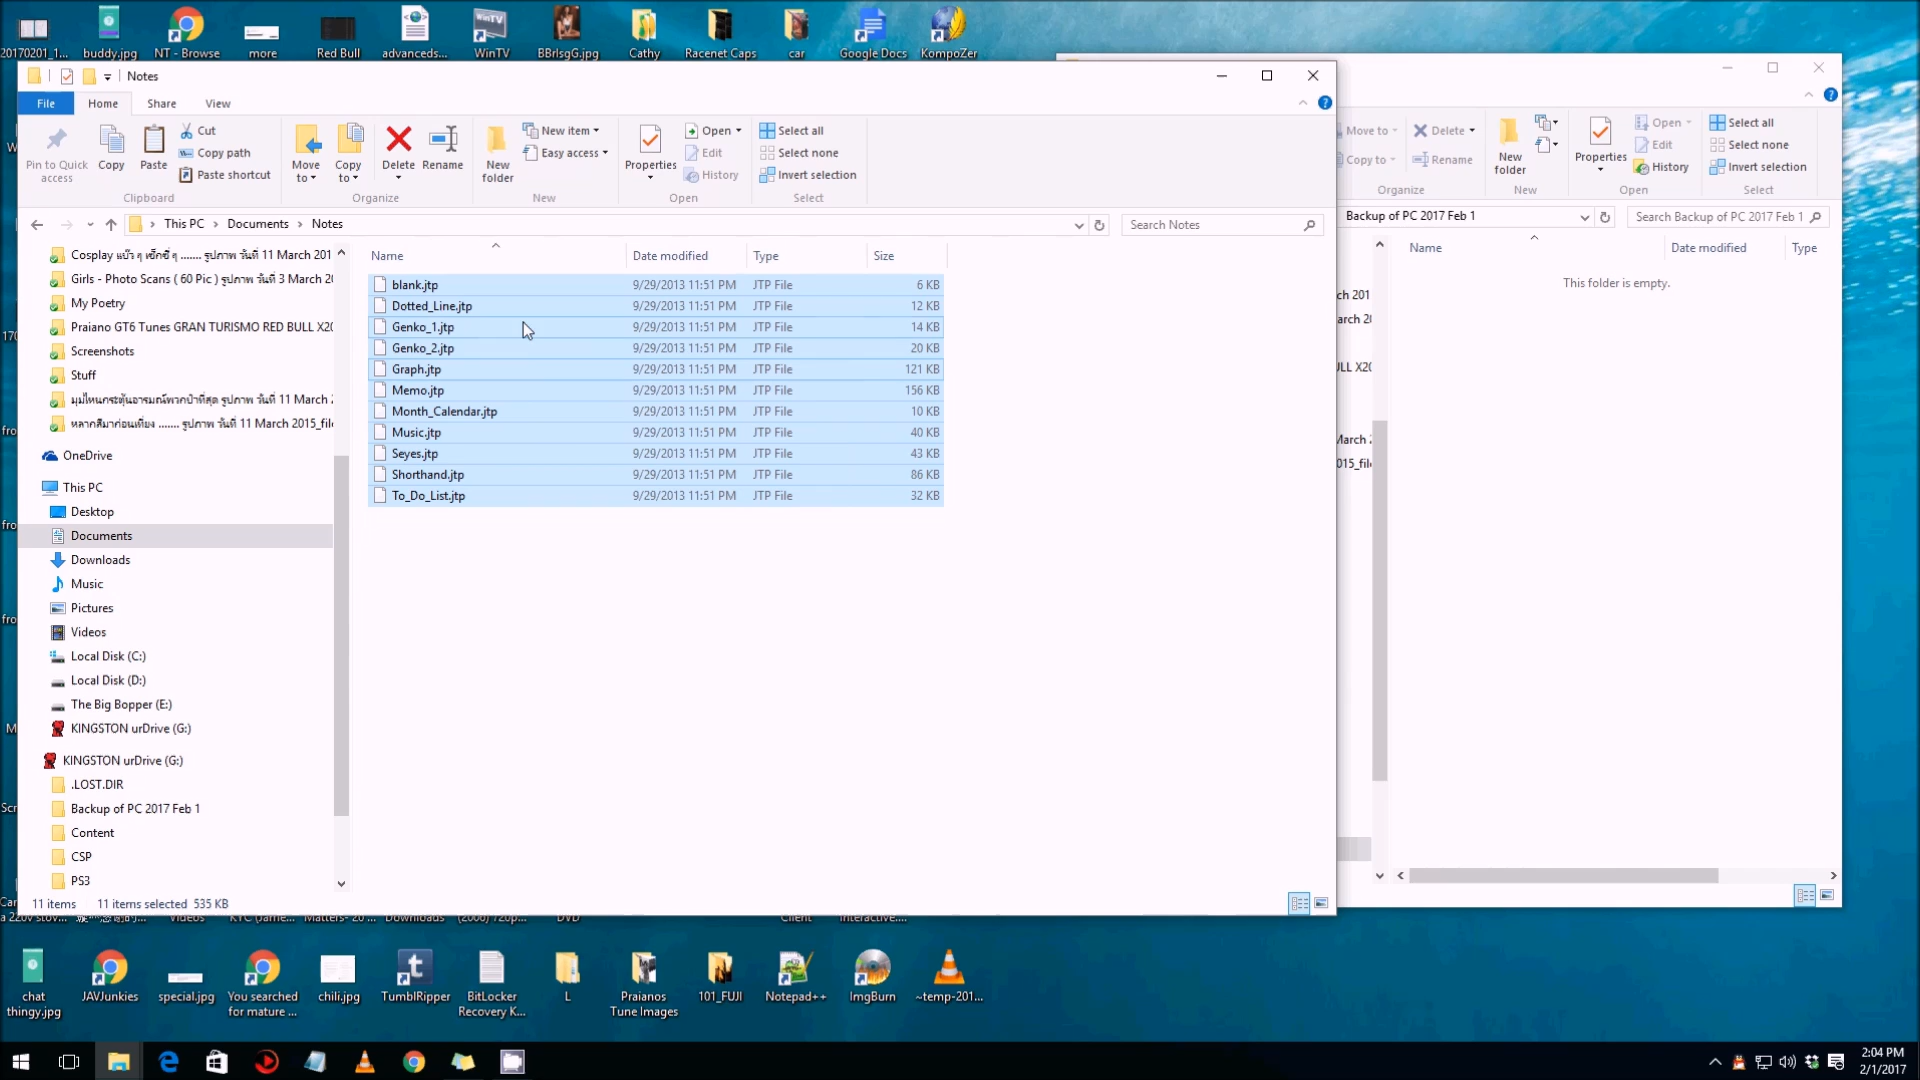 20170201_1...
buddy.jpg
NT - Browse
more
Red Bull
advanceds...
WinTV
BBrIsgG.jpg
Cathy
Racenet Caps
car
Google Docs
KompoZer
Notes
File
Home
Share
View
Pin to Quick access
Copy
Paste
Cut
Copy path
Paste shortcut
Clipboard
Move to
Copy to
Delete
Rename
Organize
New folder
New item
Easy access
New
Properties
Open
Edit
History
Open
Select all
Select none
Invert selection
Select
This PC > Documents > Notes
Search Notes
My Poetry
Praiano GT6 Tunes GRAN TURISMO RED BULL X20
Screenshots
Stuff
OneDrive
This PC
Desktop
Documents
Downloads
Music
Pictures
Videos
Local Disk (C:)
Local Disk (D:)
The Big Bopper (E:)
KINGSTON urDrive (G:)
KINGSTON urDrive (G:)
.LOST.DIR
Backup of PC 2017 Feb 1
Content
CSP
PS3
Name Date modified Type Size
blank.jtp 9/29/2013 11:51 PM JTP File 6 KB
Dotted_Line.jtp 9/29/2013 11:51 PM JTP File 12 KB
Genko_1.jtp 9/29/2013 11:51 PM JTP File 14 KB
Genko_2.jtp 9/29/2013 11:51 PM JTP File 20 KB
Graph.jtp 9/29/2013 11:51 PM JTP File 121 KB
Memo.jtp 9/29/2013 11:51 PM JTP File 156 KB
Month_Calendar.jtp 9/29/2013 11:51 PM JTP File 10 KB
Music.jtp 9/29/2013 11:51 PM JTP File 40 KB
Seyes.jtp 9/29/2013 11:51 PM JTP File 43 KB
Shorthand.jtp 9/29/2013 11:51 PM JTP File 86 KB
To_Do_List.jtp 9/29/2013 11:51 PM JTP File 32 KB
11 items 11 items selected 535 KB
Move to
Copy to
Delete
Rename
Organize
New folder
New
Properties
Open
Edit
History
Open
Select all
Select none
Invert selection
Select
Backup of PC 2017 Feb 1
Search Backup of PC 2017 Feb 1
Name Date modified Type
This folder is empty.
chat thingy.jpg
JAVJunkies
special.jpg
You searched for mature ...
chili.jpg
TumblRipper
BitLocker Recovery K...
L
Praianos Tune Images
101_FUJI
Notepad++
ImgBurn
~temp-201...
2:04 PM
2/1/2017